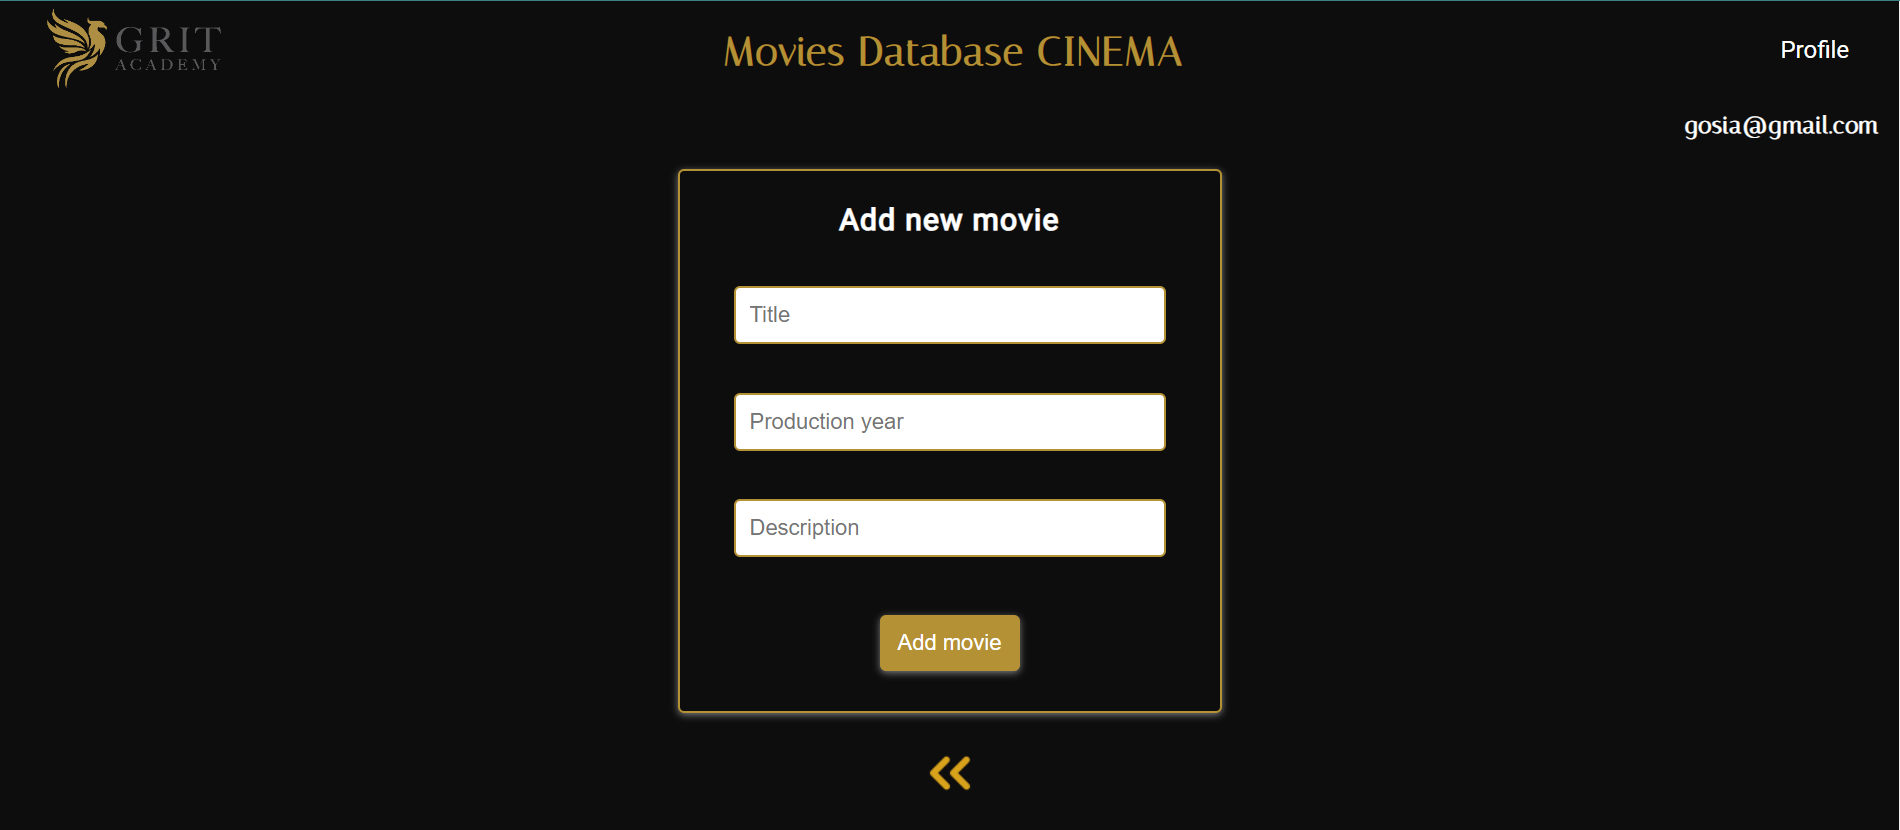 GRIT
ACADEMY
Movies Database CINEMA
Profile
gosia@gmail.com
Add new movie
Title
Production year
Description
Add movie